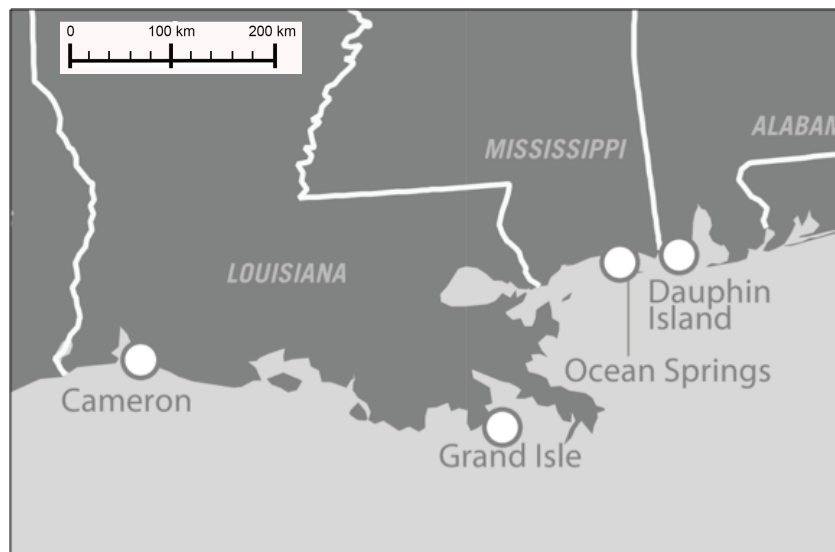 0 100 km 200 km
MISSISSIPPI
ALABAM
LOUISIANA
Dauphin
Island
Ocean Springs
Cameron
Grand Isle